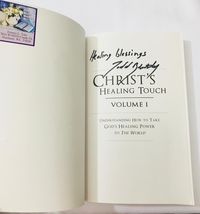 Healing blessings
CHRIST'S
HEALING TOUCH
VOLUME I
UNDERSTANDING HOW TO TAKE
GOD'S HEALING POWER
TO THE WORLD